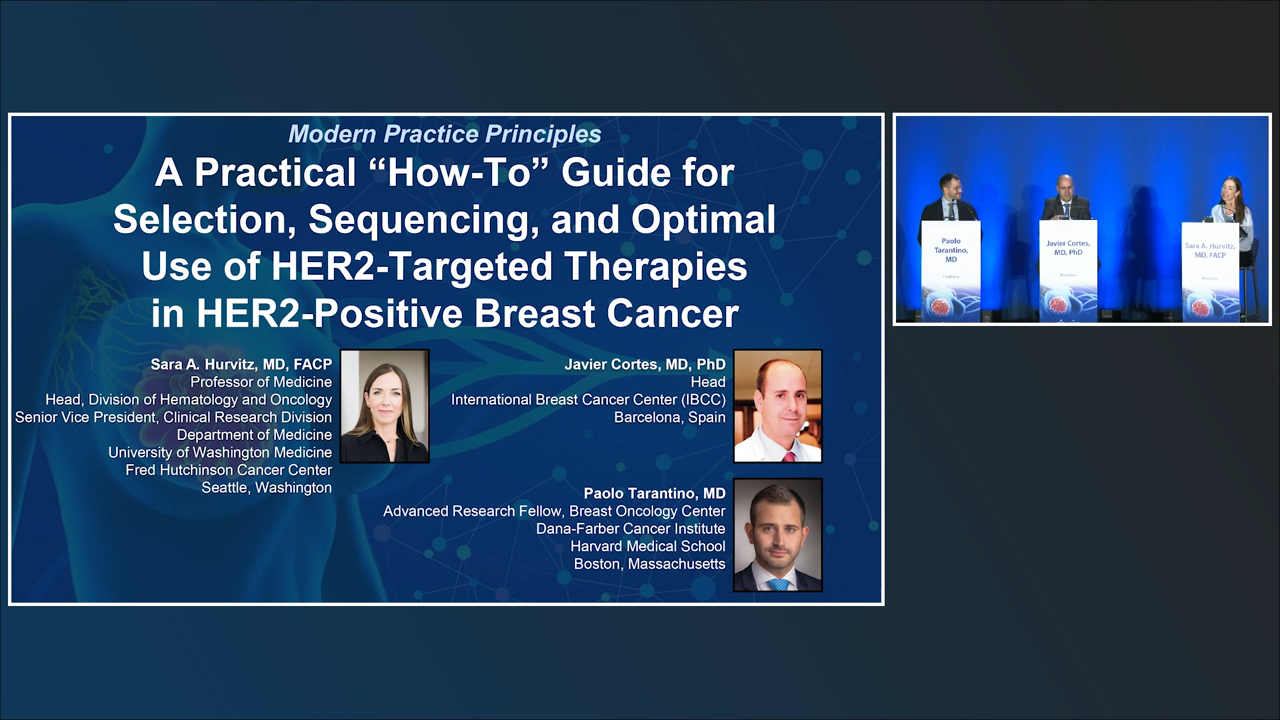 Modern Practice Principles
A Practical “How-To” Guide for
Selection, Sequencing, and Optimal
Use of HER2-Targeted Therapies
in HER2-Positive Breast Cancer
Sara A. Hurvitz, MD, FACP
Professor of Medicine
Head, Division of Hematology and Oncology
Senior Vice President, Clinical Research Division
Department of Medicine
University of Washington Medicine
Fred Hutchinson Cancer Center
Seattle, Washington
Javier Cortes, MD, PhD
Head
International Breast Cancer Center (IBCC)
Barcelona, Spain
Paolo Tarantino, MD
Advanced Research Fellow, Breast Oncology Center
Dana-Farber Cancer Institute
Harvard Medical School
Boston, Massachusetts
Paolo
Tarantino,
MD
Javier Cortes,
MD, PhD
Sara A. Hurvitz,
MD, FACP